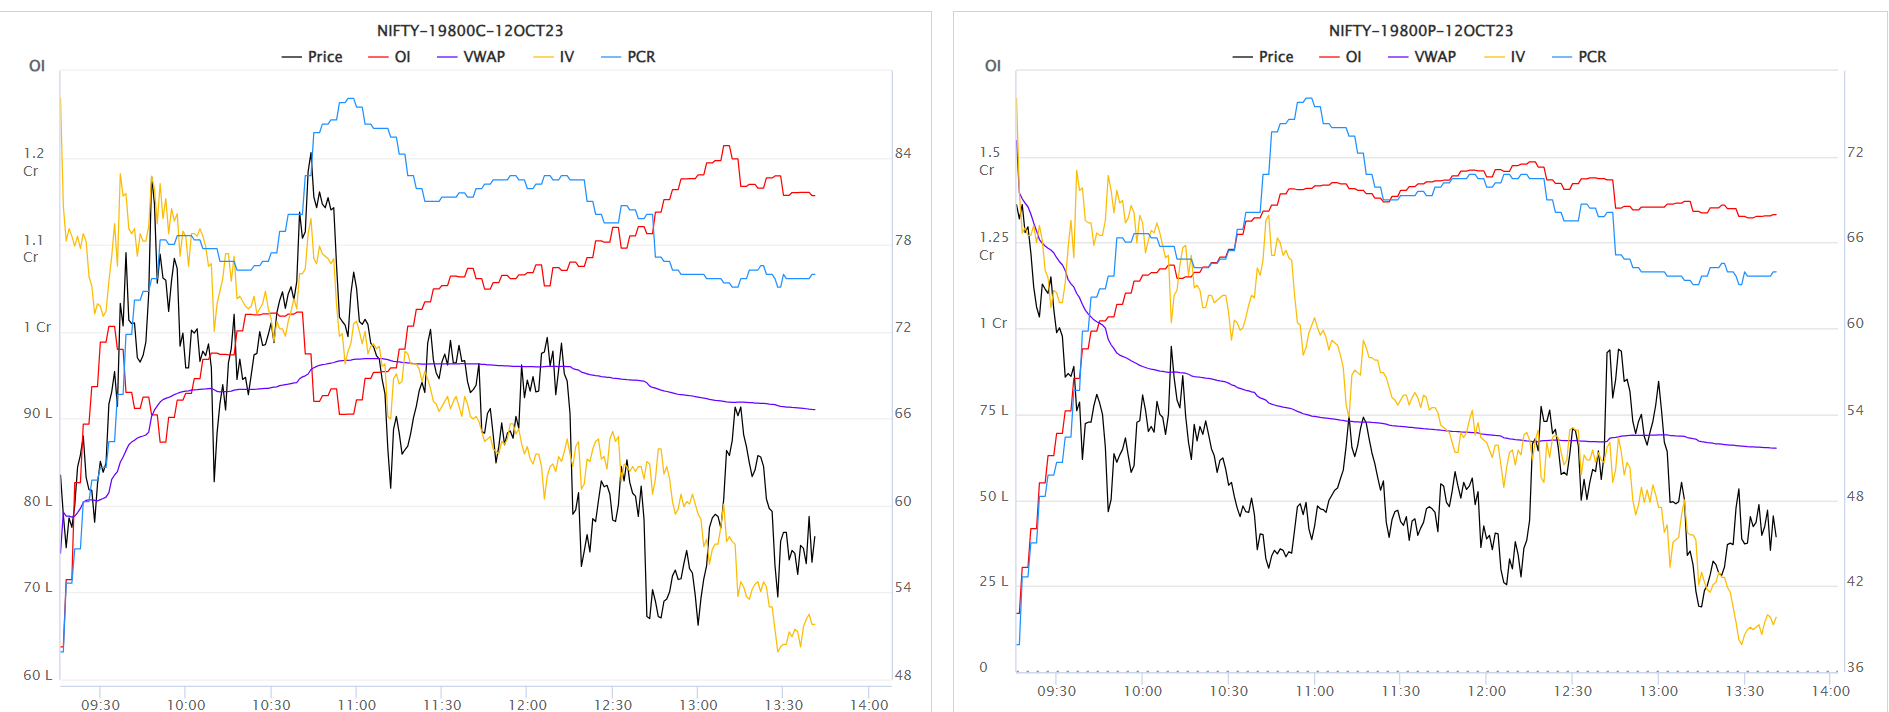 NIFTY-19800C-12OCT23
Price OI VWAP IV PCR
OI
1.2 Cr
1.1 Cr
1 Cr
90 L
80 L
70 L
60 L
84
78
72
66
60
54
48
09:30 10:00 10:30 11:00 11:30 12:00 12:30 13:00 13:30 14:00
NIFTY-19800P-12OCT23
Price OI VWAP IV PCR
OI
1.5 Cr
1.25 Cr
1 Cr
75 L
50 L
25 L
0
72
66
60
54
48
42
36
09:30 10:00 10:30 11:00 11:30 12:00 12:30 13:00 13:30 14:00